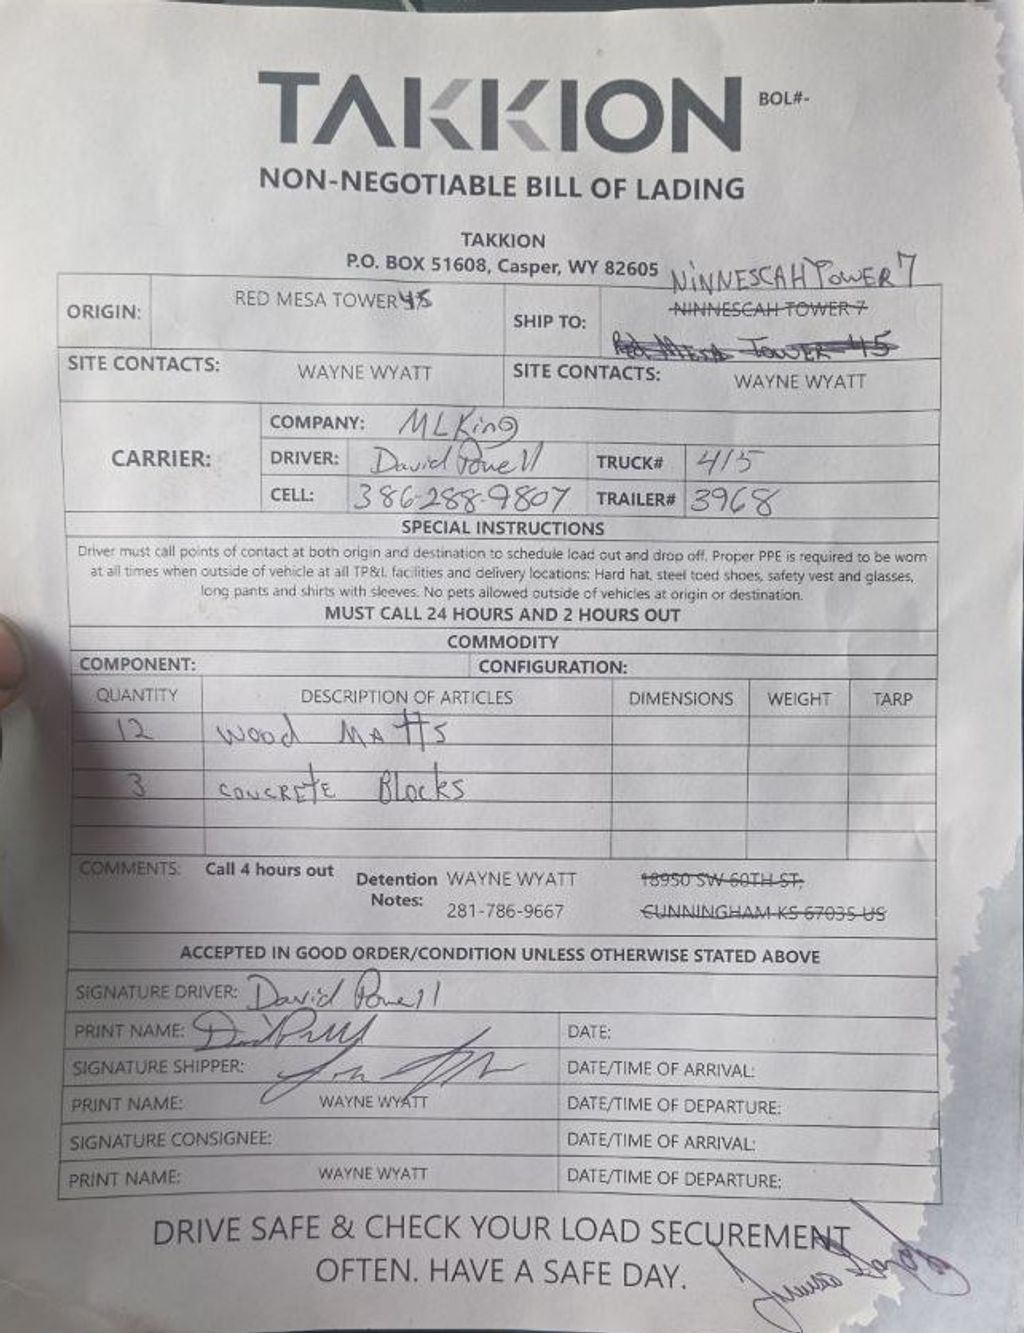 TAKKION
BOL#-
NON-NEGOTIABLE BILL OF LADING
TAKKION
P.O. BOX 51608, Casper, WY 82605
NINNESCAH TOWER 7
ORIGIN: RED MESA TOWER 45
SHIP TO: NINNESCAH TOWER 7
Red MESA TOWER 45
SITE CONTACTS: WAYNE WYATT
SITE CONTACTS: WAYNE WYATT
CARRIER:
COMPANY: MLKing
DRIVER: David Powell TRUCK# 415
CELL: 386-288-9807 TRAILER# 3968
SPECIAL INSTRUCTIONS
Driver must call points of contact at both origin and destination to schedule load out and drop off. Proper PPE is required to be worn
at all times when outside of vehicle at all TP&L facilities and delivery locations: Hard hat, steel toed shoes, safety vest and glasses,
long pants and shirts with sleeves. No pets allowed outside of vehicles at origin or destination.
MUST CALL 24 HOURS AND 2 HOURS OUT
COMMODITY
COMPONENT: CONFIGURATION:
QUANTITY DESCRIPTION OF ARTICLES DIMENSIONS WEIGHT TARP
12 wood MATTS
3 CONCRETE Blocks
COMMENTS: Call 4 hours out
Detention Notes: WAYNE WYATT
281-786-9667
18950 SW 60TH ST,
CUNNINGHAM KS 67035 US
ACCEPTED IN GOOD ORDER/CONDITION UNLESS OTHERWISE STATED ABOVE
SIGNATURE DRIVER: David Powell
PRINT NAME: DATE:
SIGNATURE SHIPPER: DATE/TIME OF ARRIVAL:
PRINT NAME: WAYNE WYATT DATE/TIME OF DEPARTURE:
SIGNATURE CONSIGNEE: DATE/TIME OF ARRIVAL:
PRINT NAME: WAYNE WYATT DATE/TIME OF DEPARTURE:
DRIVE SAFE & CHECK YOUR LOAD SECUREMENT
OFTEN. HAVE A SAFE DAY.